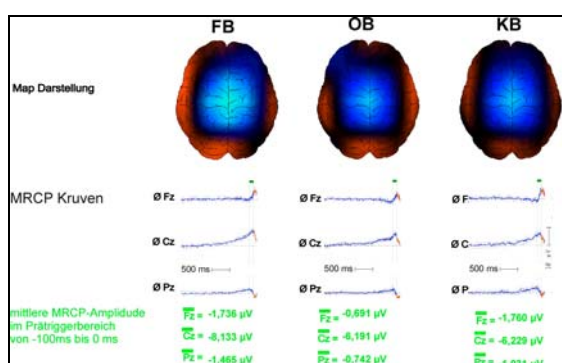 FB OB KB
Map Darstellung
MRCP Kruven
Ø Fz Ø Fz Ø F
Ø Cz Ø Cz Ø C
500 ms 500 ms 500 ms
Ø Pz Ø Pz Ø P
mittlere MRCP-Amplidude
im Prätriggerbereich
von -100ms bis 0 ms
Fz = -1,736 µV Fz = -0,691 µV Fz = -1,760 µV
Cz = -8,133 µV Cz = -6,191 µV Cz = -6,229 µV
Pz = -1,465 µV Pz = -0,742 µV